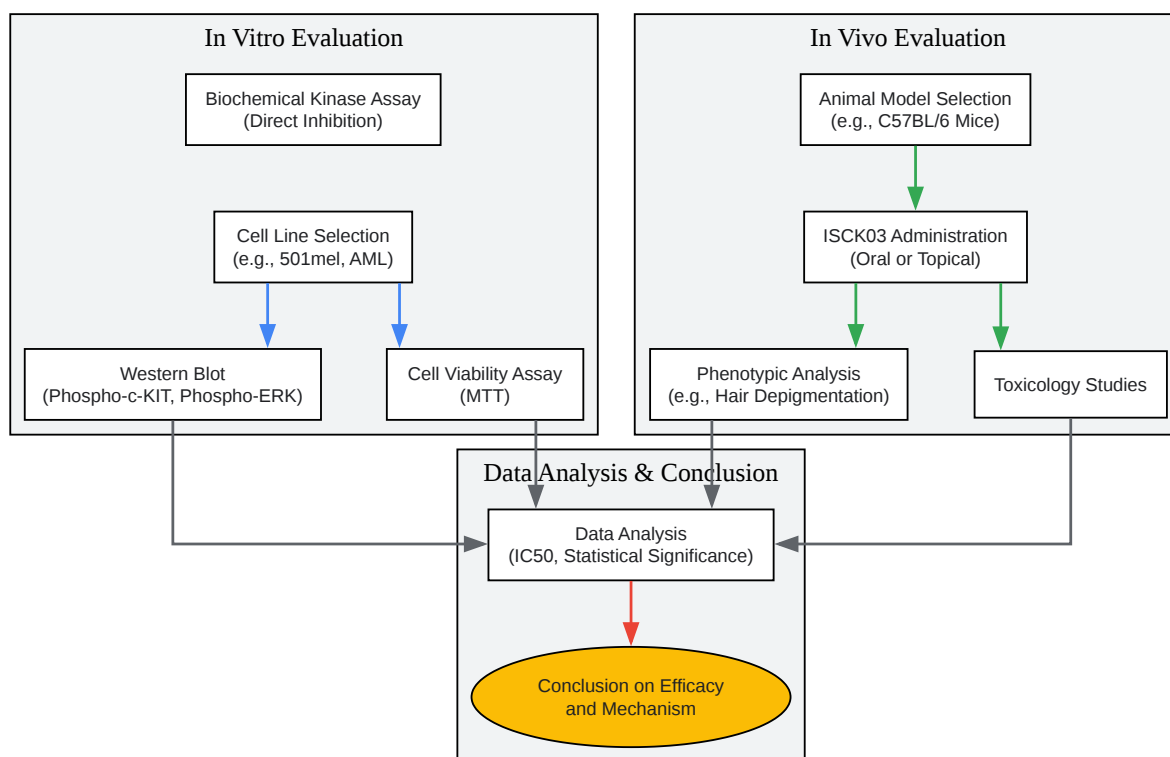 In Vitro Evaluation
Biochemical Kinase Assay
(Direct Inhibition)
Cell Line Selection
(e.g., 501mel, AML)
Western Blot
(Phospho-c-KIT, Phospho-ERK)
Cell Viability Assay
(MTT)
In Vivo Evaluation
Animal Model Selection
(e.g., C57BL/6 Mice)
ISCK03 Administration
(Oral or Topical)
Phenotypic Analysis
(e.g., Hair Depigmentation)
Toxicology Studies
Data Analysis & Conclusion
Data Analysis
(IC50, Statistical Significance)
Conclusion on Efficacy
and Mechanism